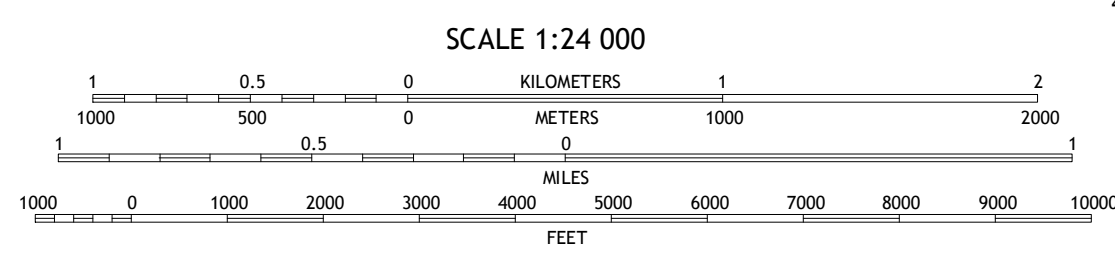 SCALE 1:24 000
1 0.5 0 KILOMETERS 1 2
1000 500 0 METERS 1000 2000
1 0.5 0 1
MILES
1000 0 1000 2000 3000 4000 5000 6000 7000 8000 9000 10000
FEET